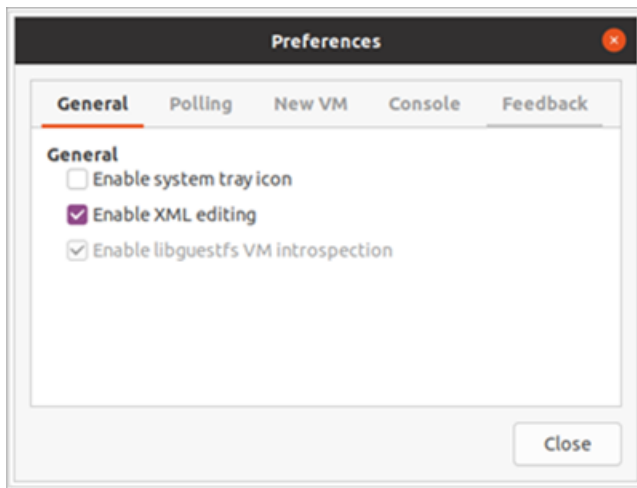 Preferences
General Polling New VM Console Feedback
General
Enable system tray icon
Enable XML editing
Enable libguestfs VM introspection
Close